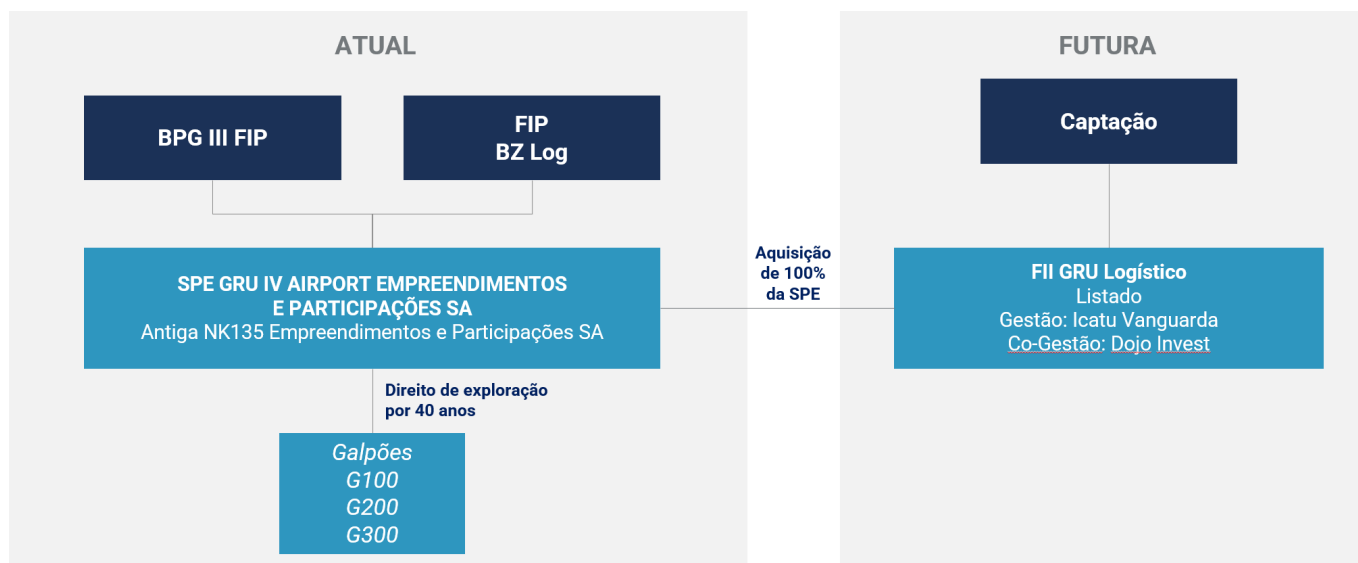 ATUAL
BPG III FIP
FIP
BZ Log
SPE GRU IV AIRPORT EMPREENDIMENTOS
E PARTICIPAÇÕES SA
Antiga NK135 Empreendimentos e Participações SA
Direito de exploração
por 40 anos
Galpões
G100
G200
G300
Aquisição
de 100%
da SPE
FUTURA
Captação
FII GRU Logístico
Listado
Gestão: Icatu Vanguarda
Co-Gestão: Dojo Invest